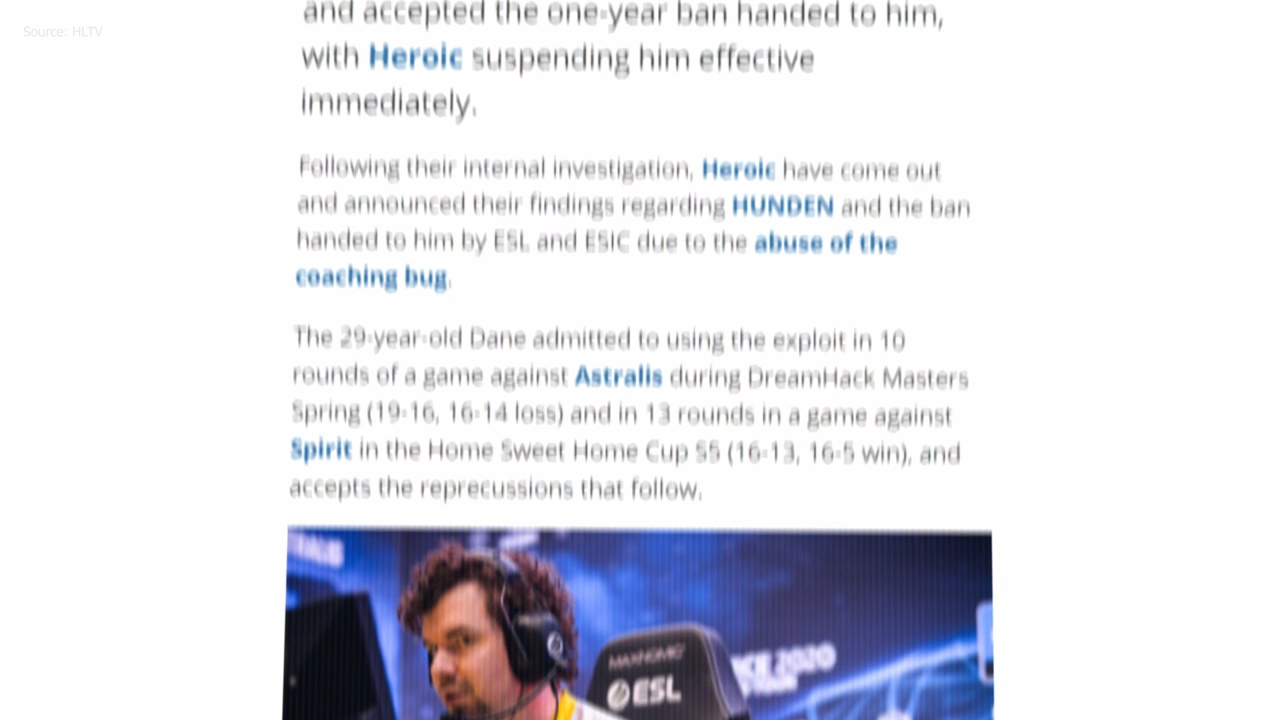 Source: HLTV
and accepted the one-year ban handed to him,
with Heroic suspending him effective
immediately.
Following their internal investigation, Heroic have come out
and announced their findings regarding HUNDEN and the ban
handed to him by ESL and ESIC due to the abuse of the
coaching bug.
The 29-year-old Dane admitted to using the exploit in 10
rounds of a game against Astralis during DreamHack Masters
Spring (19-16, 16-14 loss) and in 13 rounds in a game against
Spirit in the Home Sweet Home Cup S5 (16-13, 16-5 win), and
accepts the reprecussions that follow.
MAXNOMIC
2020
ESL